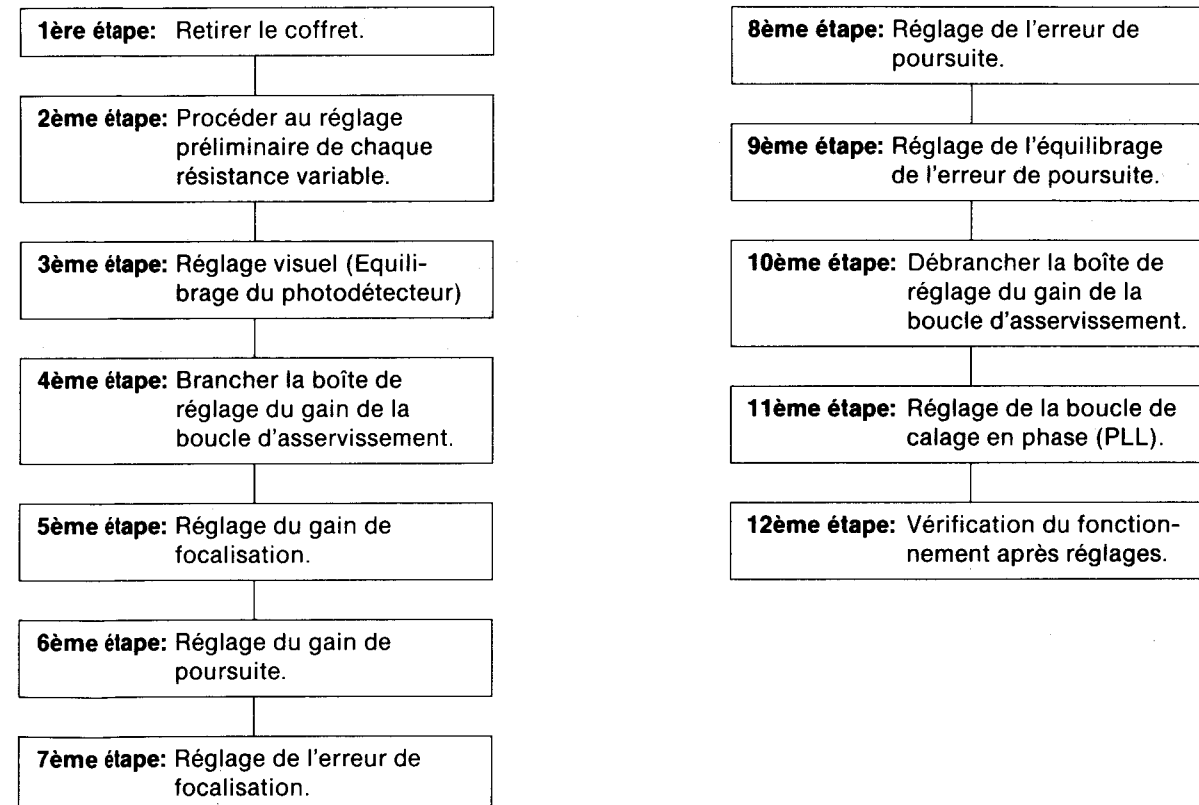 1ère étape: Retirer le coffret.
2ème étape: Procéder au réglage
préliminaire de chaque
résistance variable.
3ème étape: Réglage visuel (Equili-
brage du photodétecteur)
4ème étape: Brancher la boîte de
réglage du gain de la
boucle d'asservissement.
5ème étape: Réglage du gain de
focalisation.
6ème étape: Réglage du gain de
poursuite.
7ème étape: Réglage de l'erreur de
focalisation.
8ème étape: Réglage de l'erreur de
poursuite.
9ème étape: Réglage de l'équilibrage
de l'erreur de poursuite.
10ème étape: Débrancher la boîte de
réglage du gain de la
boucle d'asservissement.
11ème étape: Réglage de la boucle de
calage en phase (PLL).
12ème étape: Vérification du fonction-
nement après réglages.